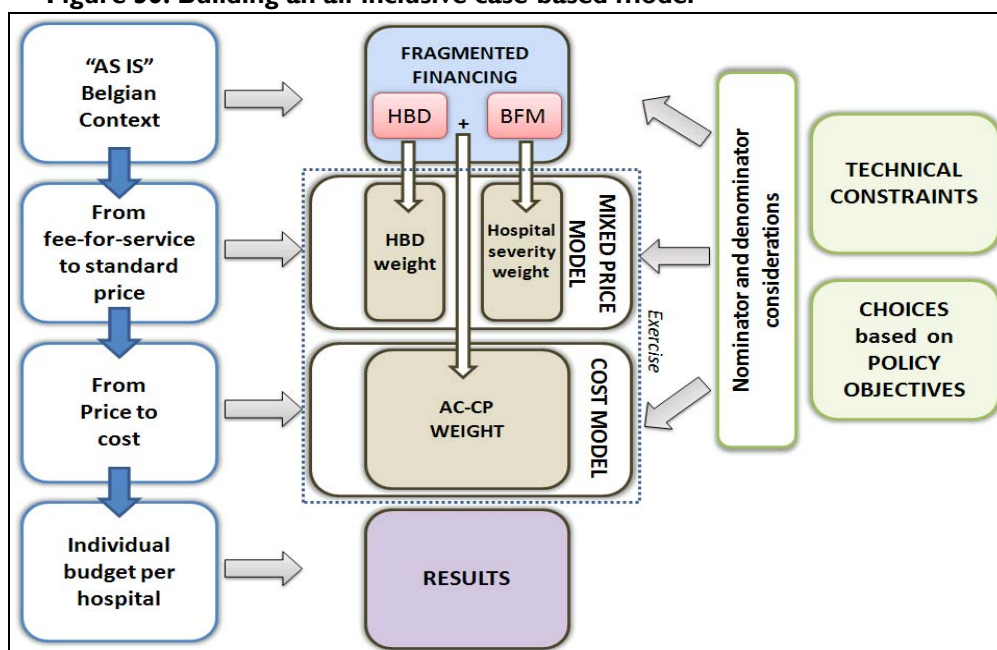 Figure 30. Building an all inclusive case based model
"AS IS"
Belgian
Context
From
fee-for-service
to standard
price
From
Price to
cost
Individual
budget per
hospital
FRAGMENTED
FINANCING
HBD
+
BFM
HBD
weight
Hospital
severity
weight
MIXED PRICE
MODEL
AC-CP
WEIGHT
COST MODEL
Exercise
RESULTS
Nominator and denominator
considerations
TECHNICAL
CONSTRAINTS
CHOICES
based on
POLICY
OBJECTIVES